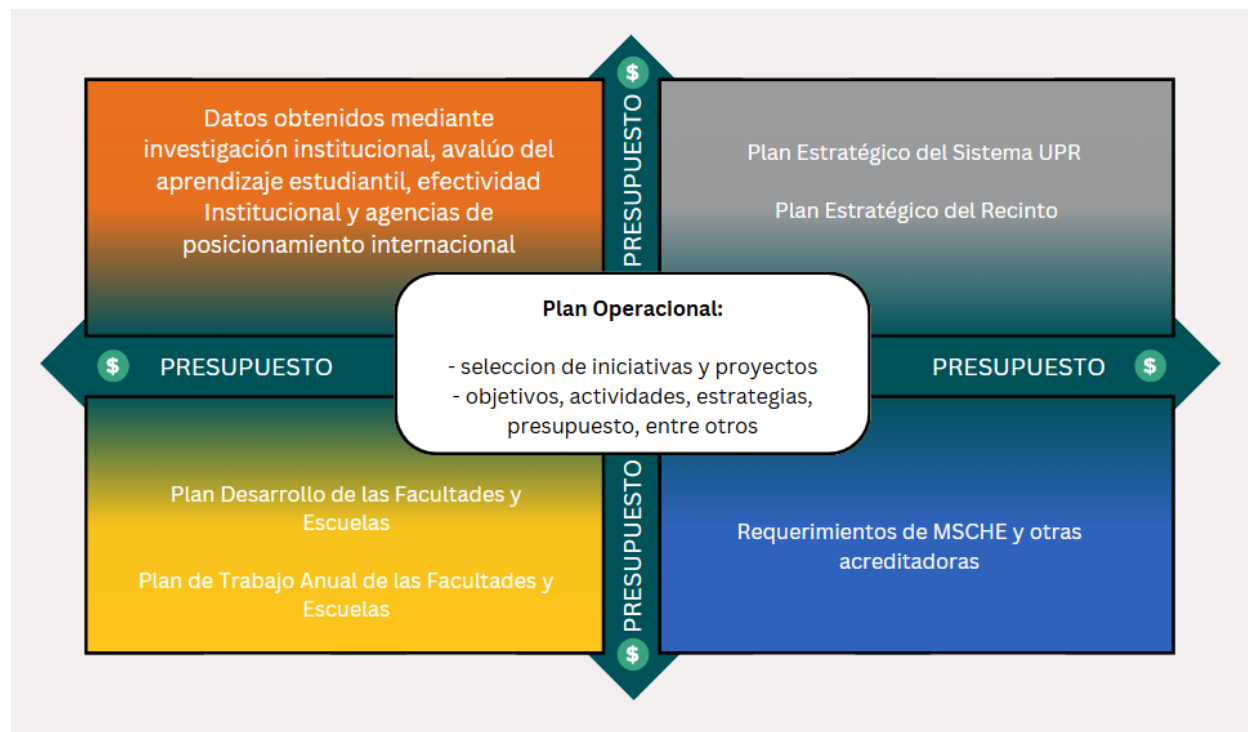 Datos obtenidos mediante
investigación institucional, avalúo del
aprendizaje estudiantil, efectividad
Institucional y agencias de
posicionamiento internacional
$
PRESUPUESTO
Plan Estratégico del Sistema UPR
Plan Estratégico del Recinto
$
PRESUPUESTO
Plan Operacional:
- seleccion de iniciativas y proyectos
- objetivos, actividades, estrategias,
presupuesto, entre otros
PRESUPUESTO
$
Plan Desarrollo de las Facultades y
Escuelas
Plan de Trabajo Anual de las Facultades y
Escuelas
PRESUPUESTO
$
Requerimientos de MSCHE y otras
acreditadoras